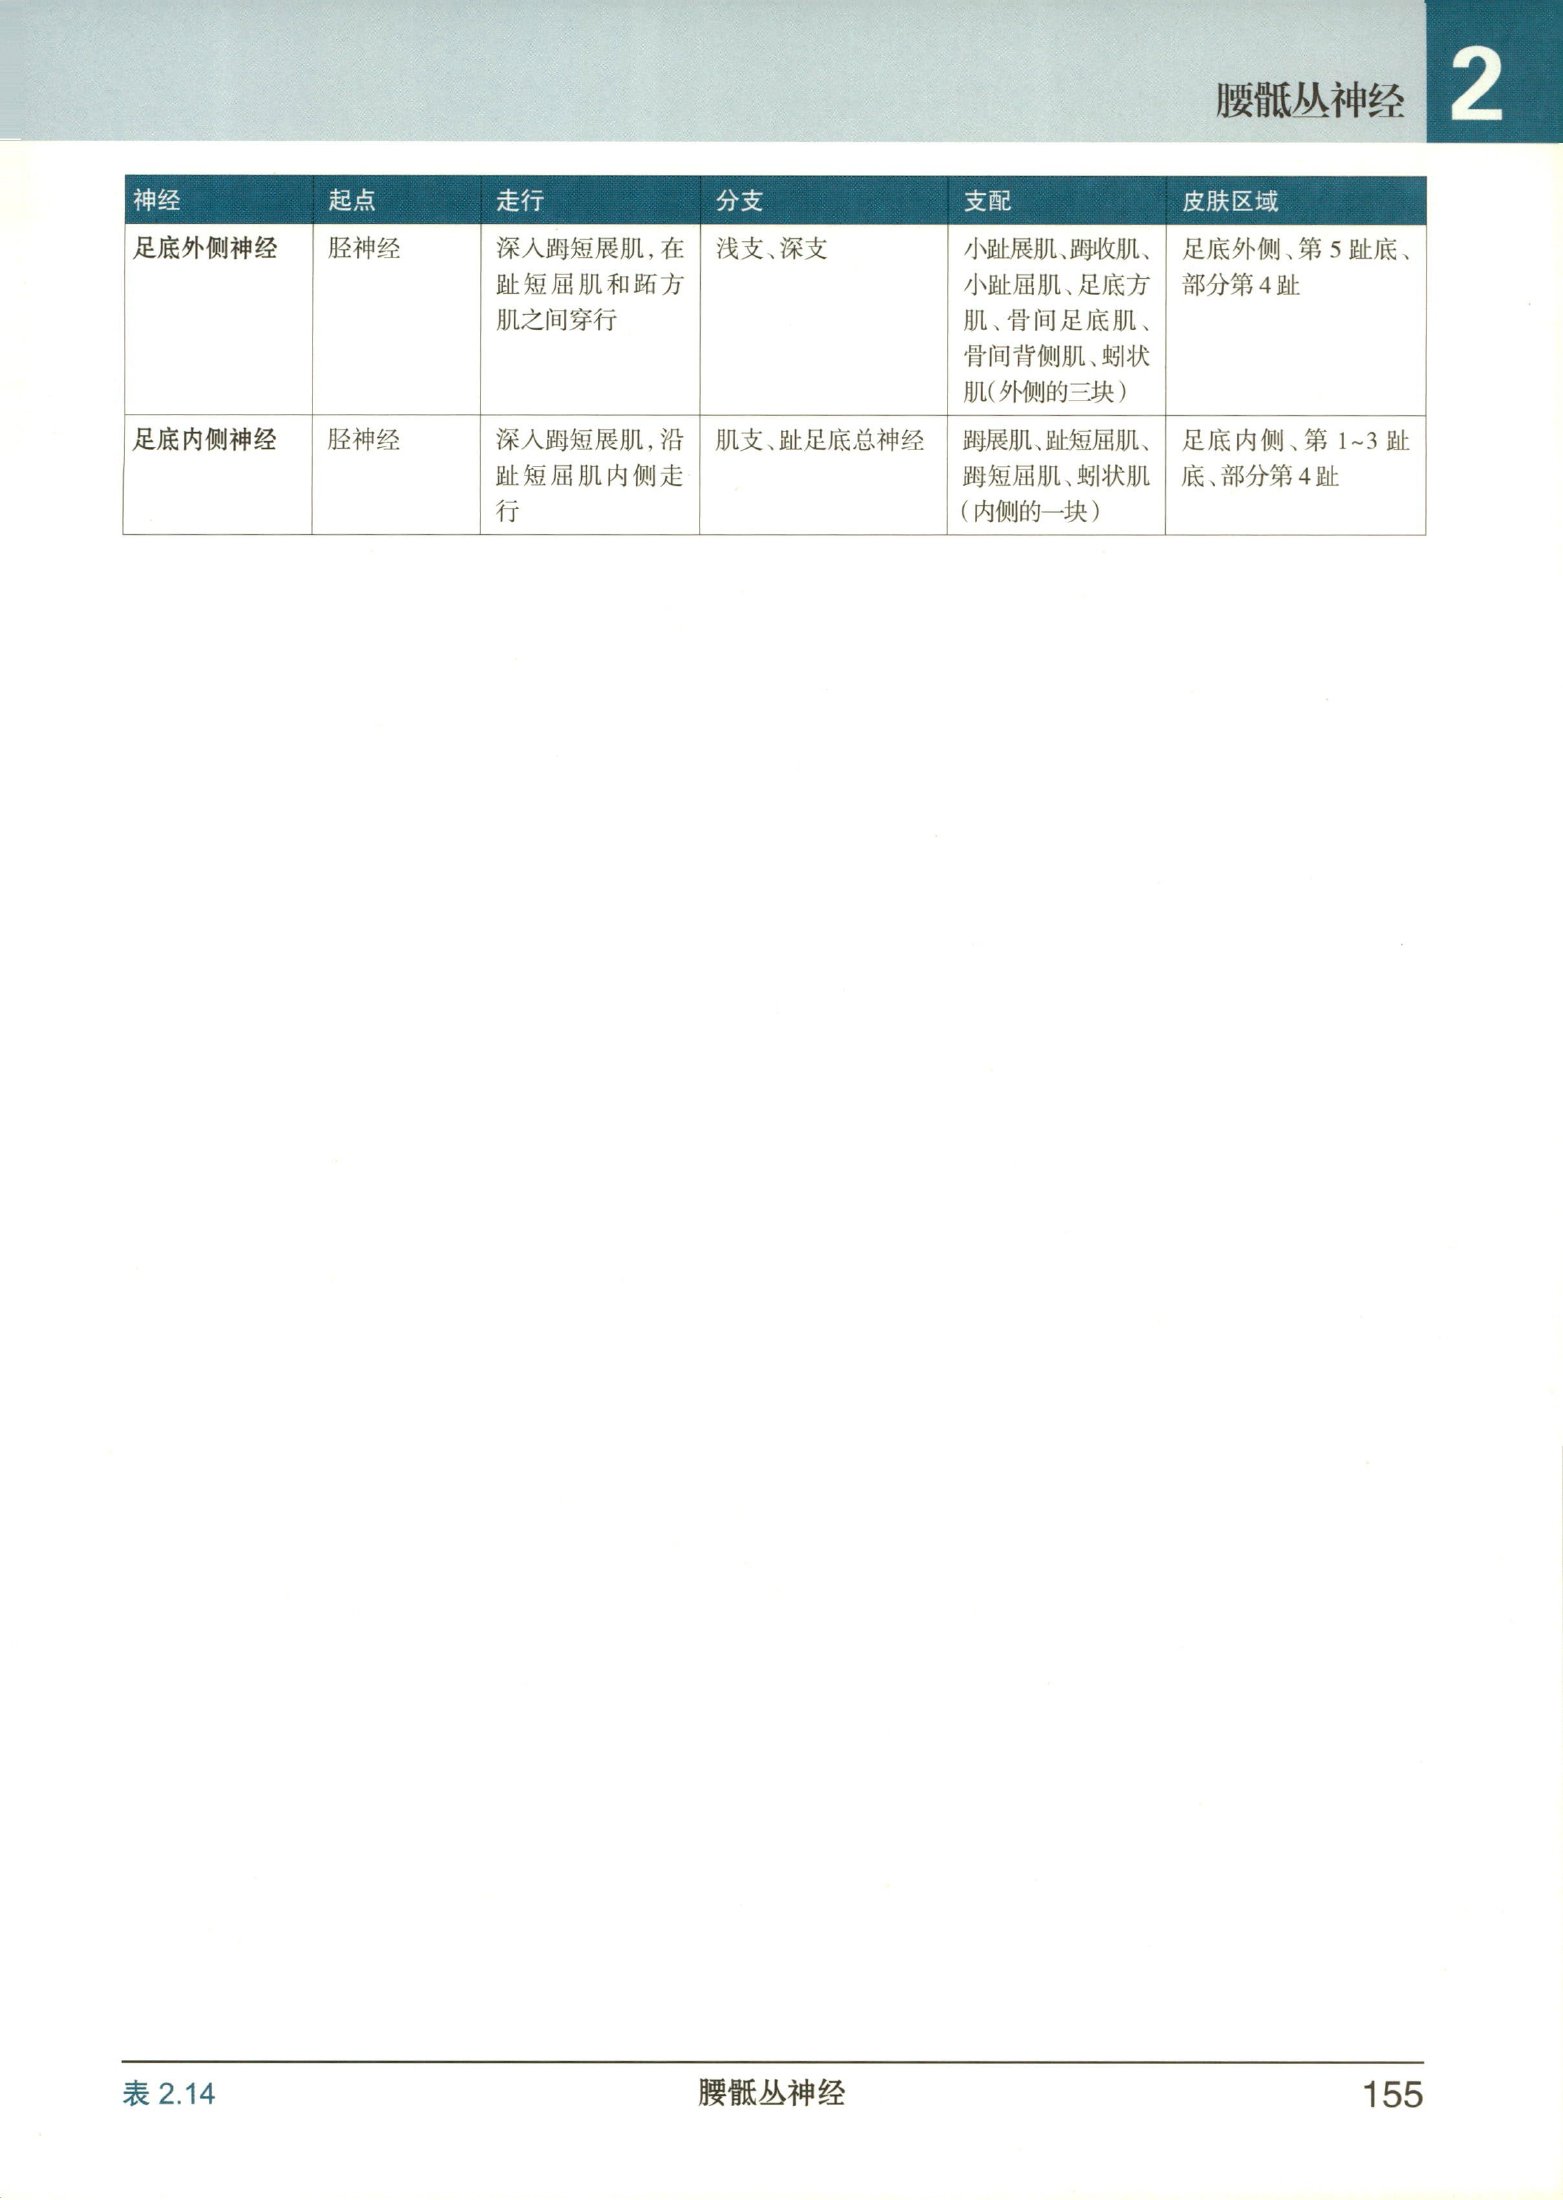 腰骶丛神经 2
神经 起点 走行 分支 支配 皮肤区域
足底外侧神经 胫神经 深入踇短展肌，在 浅支、深支 小趾展肌、踇收肌、 足底外侧、第 5 趾底、
趾短屈肌和跖方 小趾屈肌、足底方 部分第 4 趾
肌之间穿行 肌、骨间足底肌、
骨间背侧肌、蚓状
肌（外侧的三块）
足底内侧神经 胫神经 深入踇短展肌，沿 肌支、趾足底总神经 踇展肌、趾短屈肌、 足底内侧、第 1~3 趾
趾短屈肌内侧走 踇短屈肌、蚓状肌 底、部分第 4 趾
行 （内侧的一块）
表 2.14 腰骶丛神经 155